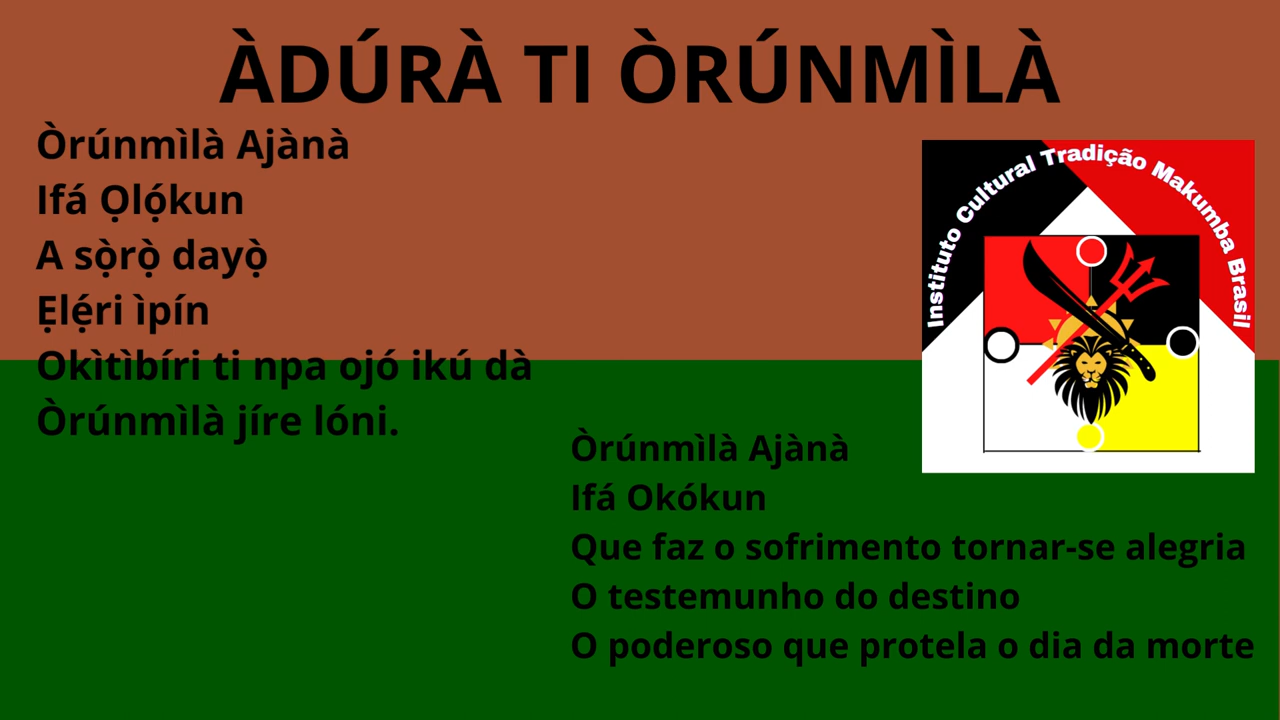 ÀDÚRÀ TI ÒRÚNMÌLÀ
Òrúnmìlà Ajànà
Ifá Ọlọ́kun
A sọ̀rọ̀ dayọ̀
Ẹlẹ́ri ìpín
Okìtìbíri ti npa ojó ikú dà
Òrúnmìlà jíre lóni.
Instituto Cultural Tradição Makumba Brasil
Òrúnmìlà Ajànà
Ifá Okókun
Que faz o sofrimento tornar-se alegria
O testemunho do destino
O poderoso que protela o dia da morte